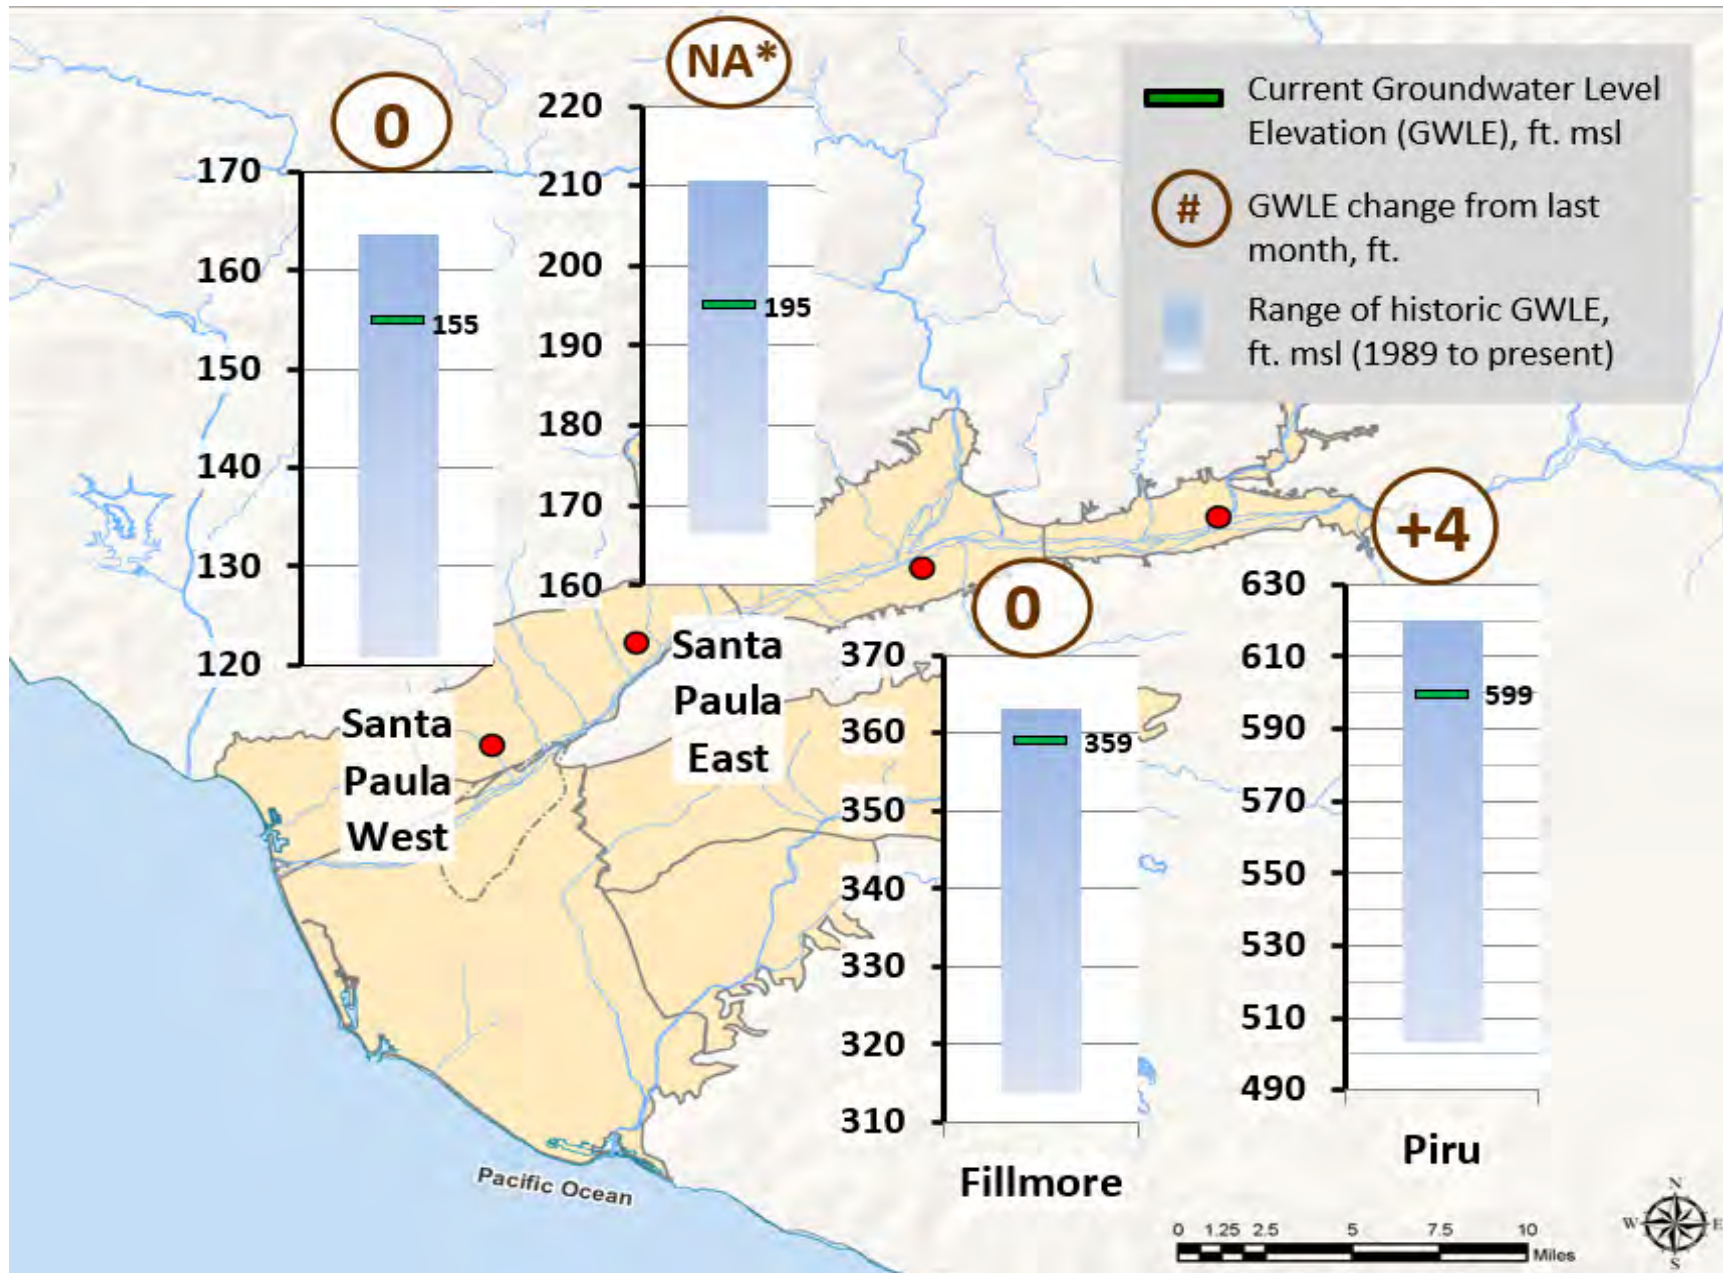 0
170
160
150
140
130
120
155
Santa
Paula
West
NA*
220
210
200
190
180
170
160
195
Santa
Paula
East
Current Groundwater Level
Elevation (GWLE), ft. msl
#
GWLE change from last
month, ft.
Range of historic GWLE,
ft. msl (1989 to present)
0
370
360
350
340
330
320
310
359
Fillmore
+4
630
610
590
570
550
530
510
490
599
Piru
Pacific Ocean
0 1.25 2.5 5 7.5 10
Miles
N
W E
S